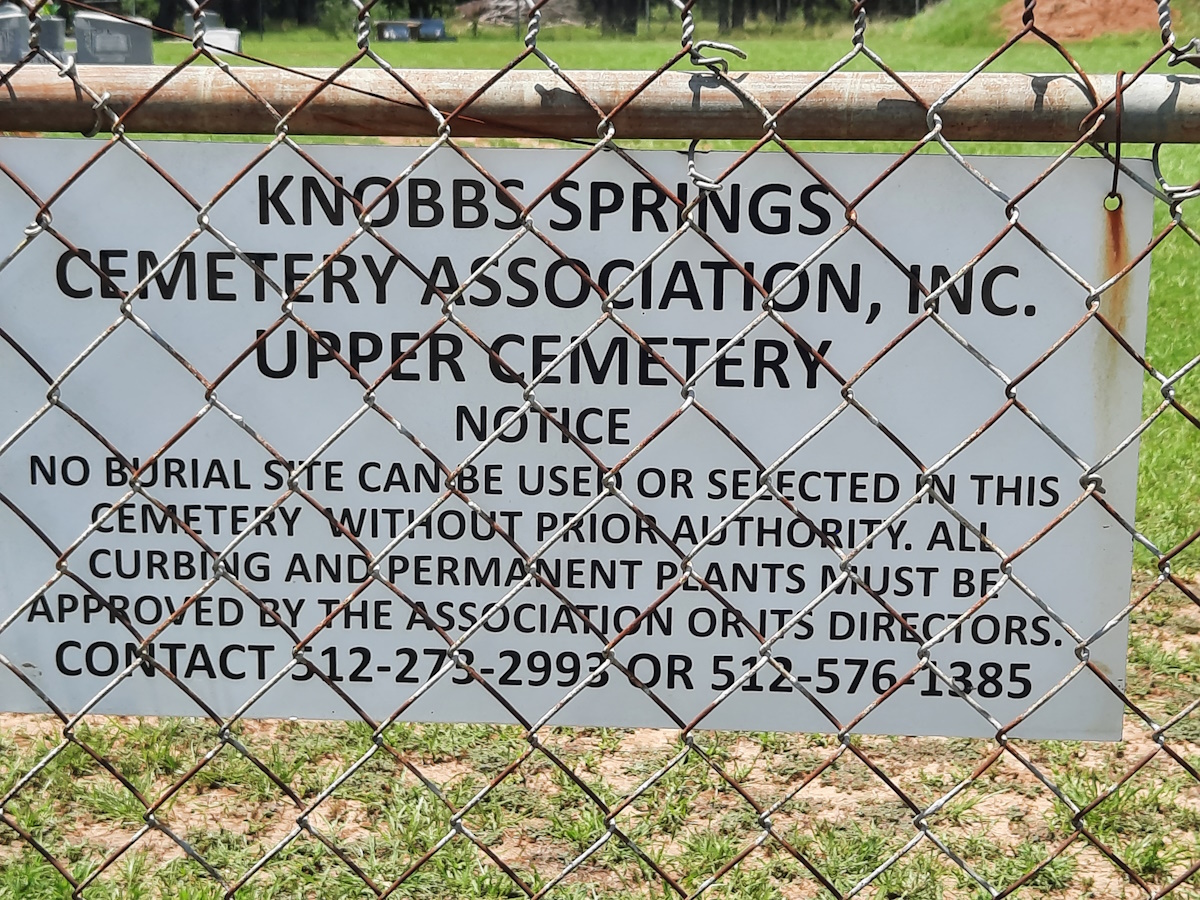 KNOBBS SPRINGS
CEMETERY ASSOCIATION, INC.
UPPER CEMETERY
NOTICE
NO BURIAL SITE CAN BE USED OR SELECTED IN THIS
CEMETERY WITHOUT PRIOR AUTHORITY. ALL
CURBING AND PERMANENT PLANTS MUST BE
APPROVED BY THE ASSOCIATION OR ITS DIRECTORS.
CONTACT 512-273-2993 OR 512-576-1385